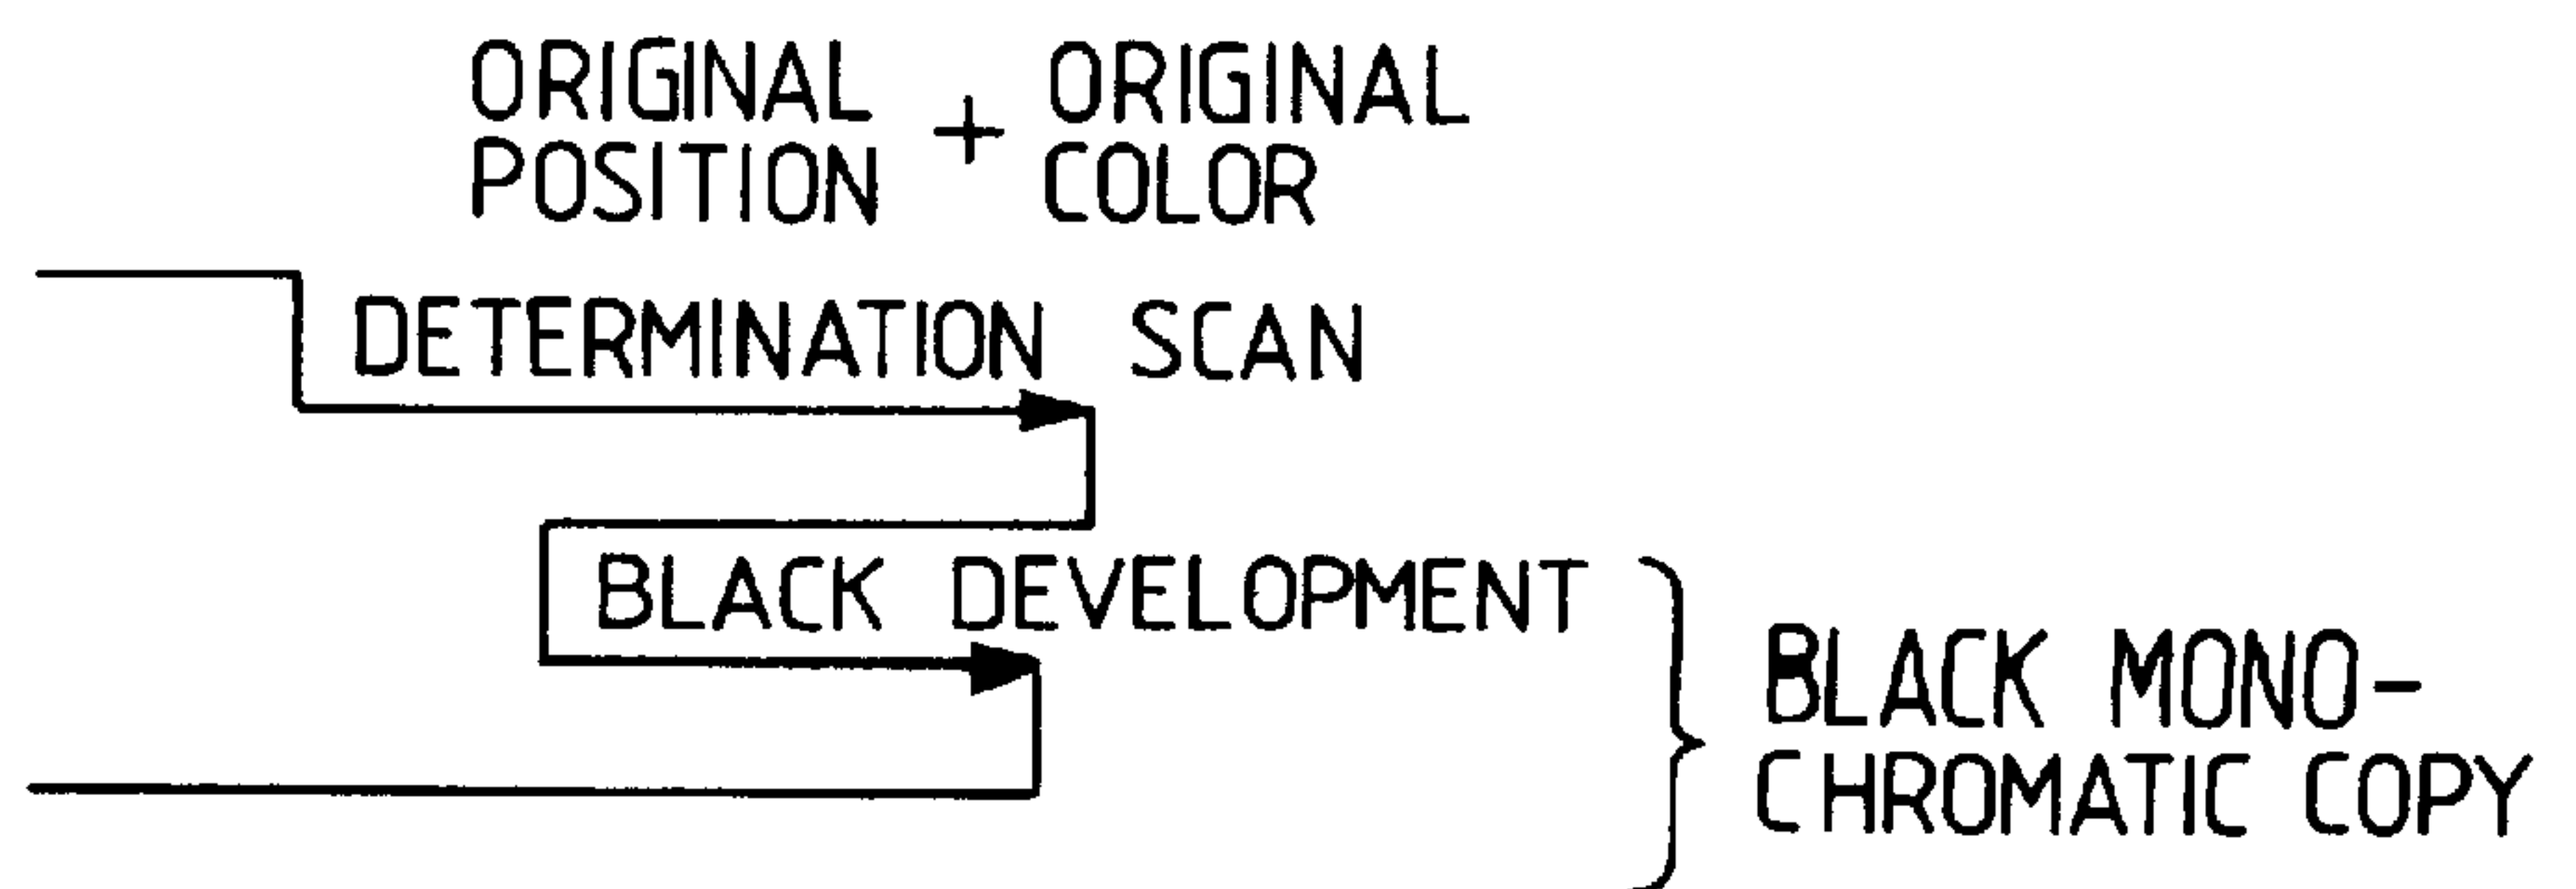 ORIGINAL + ORIGINAL
POSITION COLOR
DETERMINATION SCAN
BLACK DEVELOPMENT
BLACK MONO-
CHROMATIC COPY